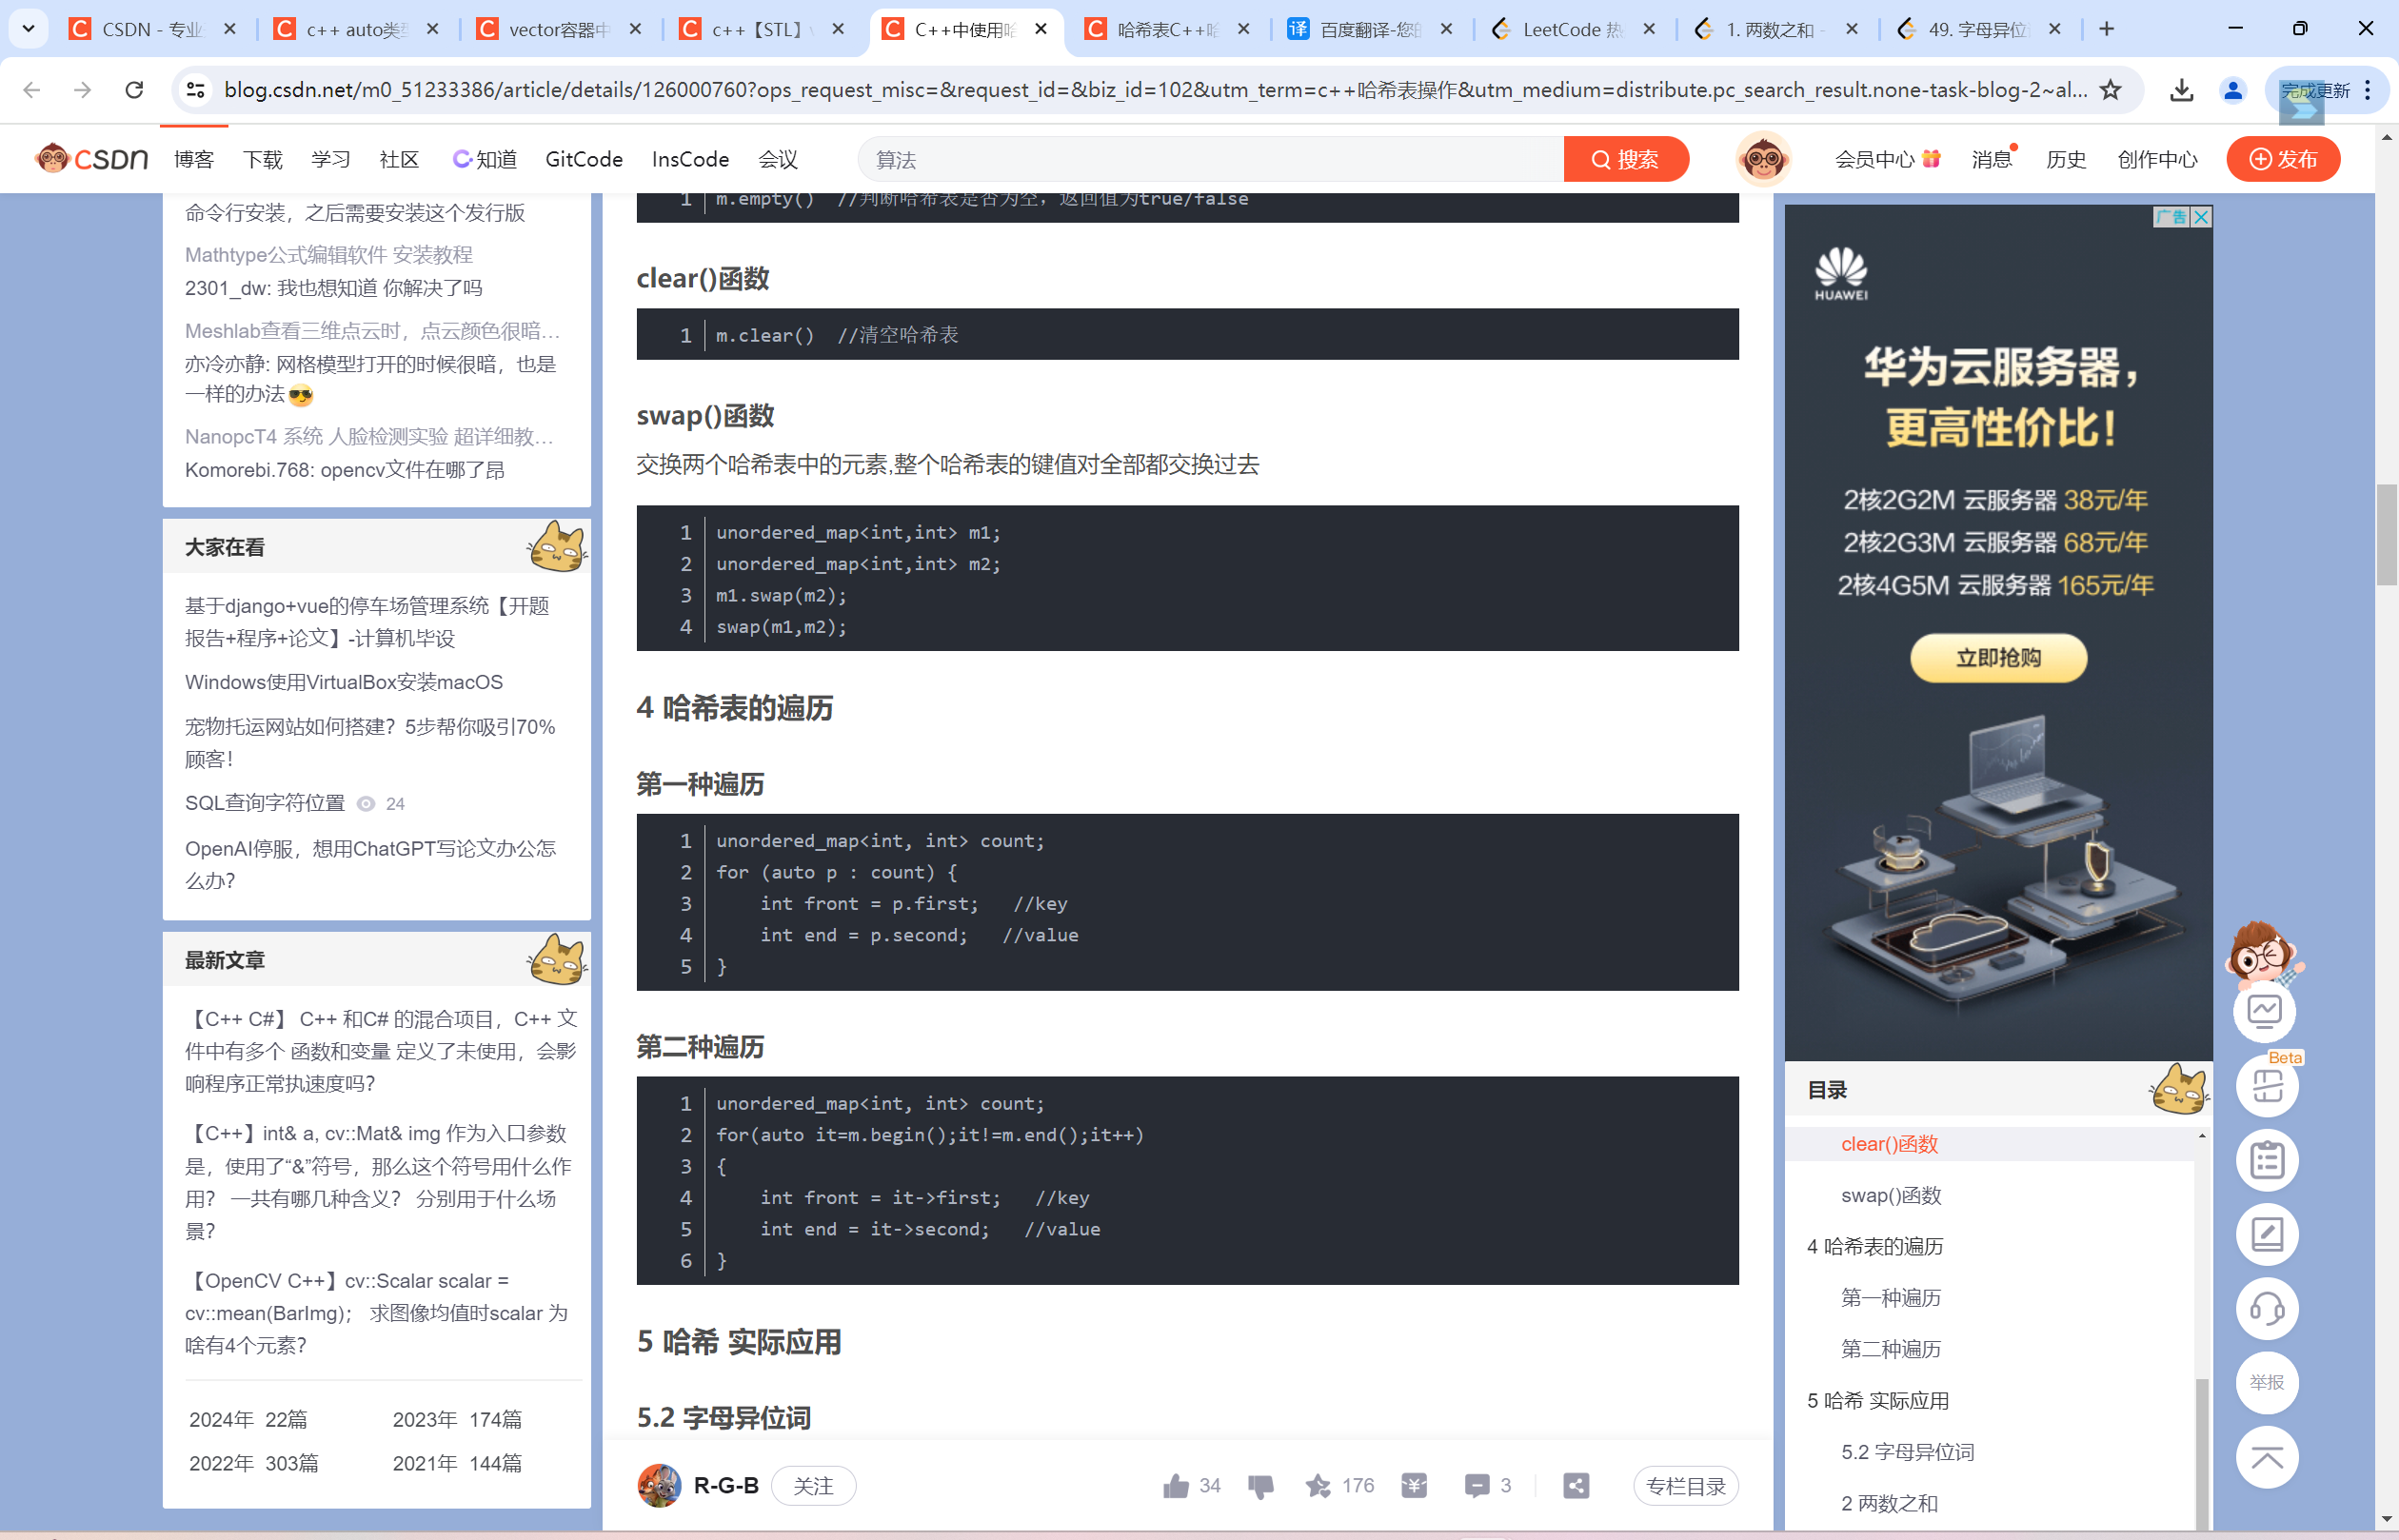 CSDN - 专业
c++ auto类型
vector容器中
c++【STL】
C++中使用哈
哈希表C++哈
百度翻译-您的
LeetCode 热
1. 两数之和 -
49. 字母异位词
blog.csdn.net/m0_51233386/article/details/126000760?ops_request_misc=&request_id=&biz_id=102&utm_term=c++哈希表操作&utm_medium=distribute.pc_search_result.none-task-blog-2~al...
完成更新
CSDN
博客
下载
学习
社区
知道
GitCode
InsCode
会议
算法
搜索
会员中心
消息
历史
创作中心
发布
命令行安装，之后需要安装这个发行版
Mathtype公式编辑软件 安装教程
2301_dw: 我也想知道 你解决了吗
Meshlab查看三维点云时，点云颜色很暗...
亦冷亦静: 网格模型打开的时候很暗，也是
一样的办法
NanopcT4 系统 人脸检测实验 超详细教...
Komorebi.768: opencv文件在哪了昂
大家在看
基于django+vue的停车场管理系统【开题
报告+程序+论文】-计算机毕设
Windows使用VirtualBox安装macOS
宠物托运网站如何搭建？5步帮你吸引70%
顾客！
SQL查询字符位置 24
OpenAI停服，想用ChatGPT写论文办公怎
么办？
最新文章
【C++ C#】 C++ 和C# 的混合项目，C++ 文
件中有多个 函数和变量 定义了未使用，会影
响程序正常执速度吗？
【C++】int& a, cv::Mat& img 作为入口参数
是，使用了“&”符号，那么这个符号用什么作
用？ 一共有哪几种含义？ 分别用于什么场
景？
【OpenCV C++】cv::Scalar scalar =
cv::mean(BarImg)； 求图像均值时scalar 为
啥有4个元素？
2024年 22篇
2023年 174篇
2022年 303篇
2021年 144篇
1 m.empty() //判断哈希表是否为空，返回值为true/false
clear()函数
1 m.clear() //清空哈希表
swap()函数
交换两个哈希表中的元素,整个哈希表的键值对全部都交换过去
1 unordered_map<int,int> m1;
2 unordered_map<int,int> m2;
3 m1.swap(m2);
4 swap(m1,m2);
4 哈希表的遍历
第一种遍历
1 unordered_map<int, int> count;
2 for (auto p : count) {
3     int front = p.first;   //key
4     int end = p.second;   //value
5 }
第二种遍历
1 unordered_map<int, int> count;
2 for(auto it=m.begin();it!=m.end();it++)
3 {
4     int front = it->first;   //key
5     int end = it->second;   //value
6 }
5 哈希 实际应用
5.2 字母异位词
R-G-B
关注
34
176
3
专栏目录
广告
HUAWEI
华为云服务器，
更高性价比！
2核2G2M 云服务器 38元/年
2核2G3M 云服务器 68元/年
2核4G5M 云服务器 165元/年
立即抢购
目录
clear()函数
swap()函数
4 哈希表的遍历
第一种遍历
第二种遍历
5 哈希 实际应用
5.2 字母异位词
2 两数之和
Beta
举报